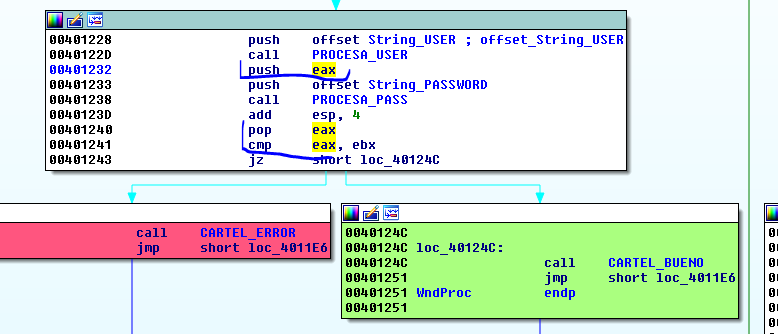 00401228 push offset String_USER ; offset_String_USER
0040122D call PROCESA_USER
00401232 push eax
00401233 push offset String_PASSWORD
00401238 call PROCESA_PASS
0040123D add esp, 4
00401240 pop eax
00401241 cmp eax, ebx
00401243 jz short loc_40124C
call CARTEL_ERROR
jmp short loc_4011E6
0040124C
0040124C loc_40124C:
0040124C call CARTEL_BUENO
00401251 jmp short loc_4011E6
00401251 WndProc endp
00401251